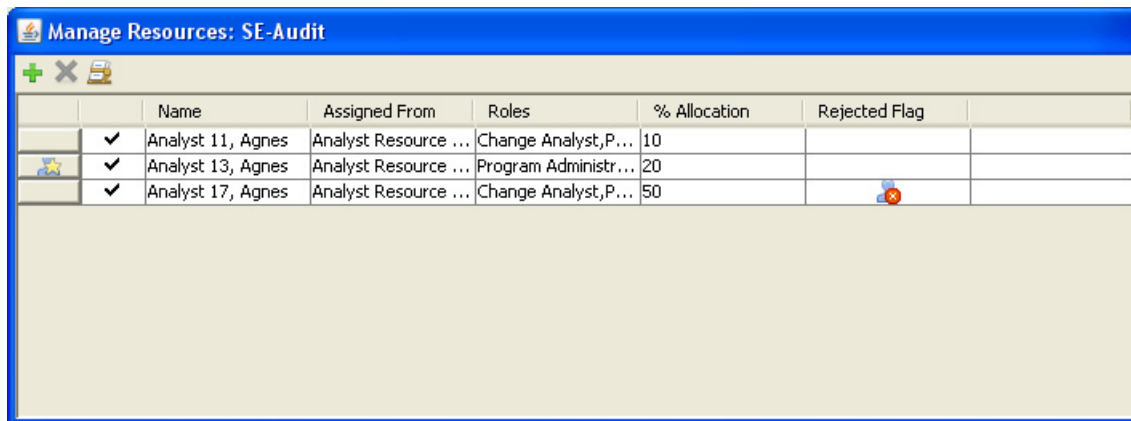 Manage Resources: SE-Audit
Name Assigned From Roles % Allocation Rejected Flag
Analyst 11, Agnes Analyst Resource ... Change Analyst,P... 10
Analyst 13, Agnes Analyst Resource ... Program Administr... 20
Analyst 17, Agnes Analyst Resource ... Change Analyst,P... 50